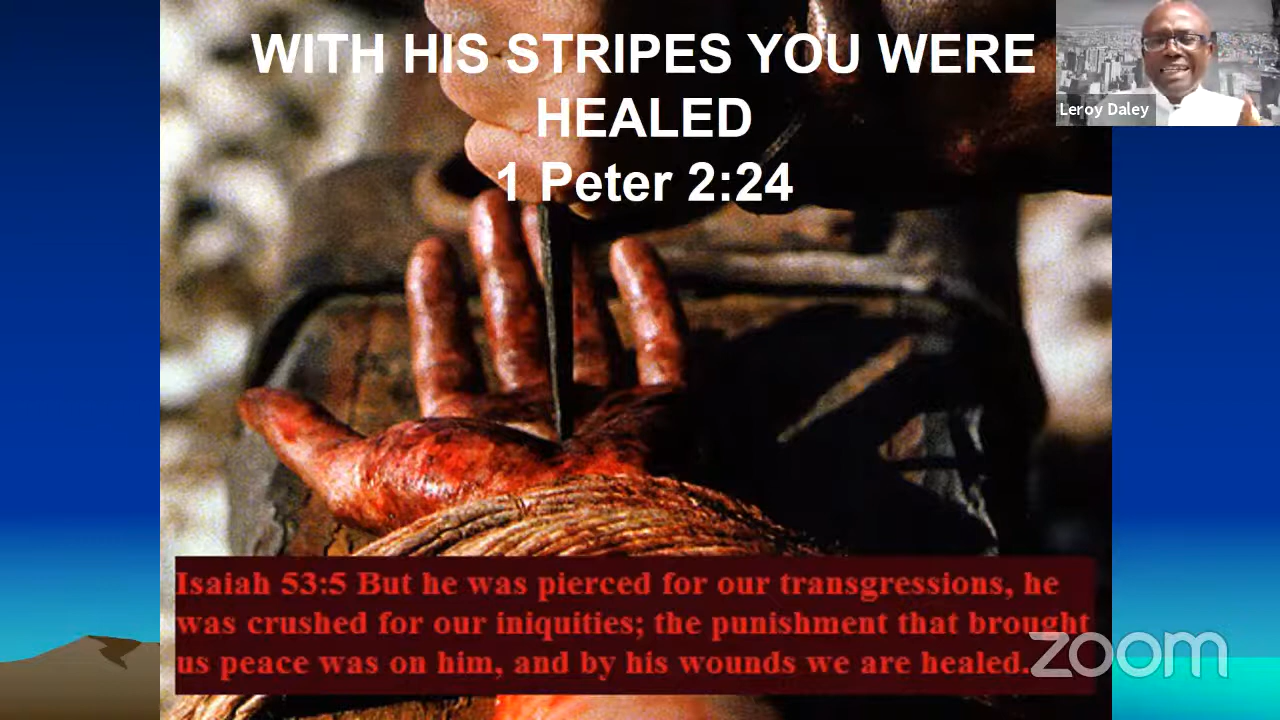 WITH HIS STRIPES YOU WERE
HEALED
1 Peter 2:24
Leroy Daley
Isaiah 53:5 But he was pierced for our transgressions, he
was crushed for our iniquities; the punishment that brought
us peace was on him, and by his wounds we are healed.
zoom